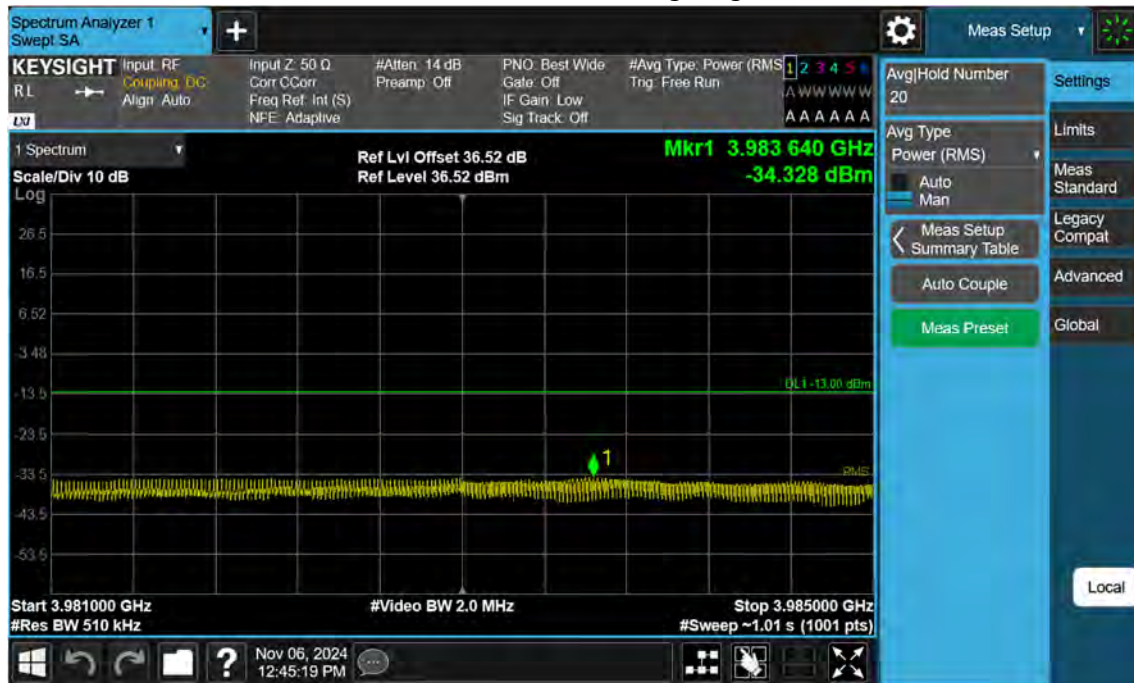 Spectrum Analyzer 1
Swept SA
Meas Setup
KEYSIGHT
RL
LXI
Input: RF
Coupling: DC
Align: Auto
Input Z: 50 Ω
Corr CCorr
Freq Ref: Int (S)
NFE: Adaptive
#Atten: 14 dB
Preamp: Off
PNO: Best Wide
Gate: Off
IF Gain: Low
Sig Track: Off
#Avg Type: Power (RMS
Trig: Free Run
1 2 3 4 5 6
A W W W W W
A A A A A A
1 Spectrum
Scale/Div 10 dB
Ref Lvl Offset 36.52 dB
Ref Level 36.52 dBm
Mkr1 3.983 640 GHz
-34.328 dBm
Log
26.5
16.5
6.52
-3.48
-13.5
-23.5
-33.5
-43.5
-53.5
DL1 -13.00 dBm
1
RMS
Start 3.981000 GHz
#Res BW 510 kHz
#Video BW 2.0 MHz
Stop 3.985000 GHz
#Sweep ~1.01 s (1001 pts)
Avg|Hold Number
20
Avg Type
Power (RMS)
Auto
Man
Meas Setup
Summary Table
Auto Couple
Meas Preset
Settings
Limits
Meas
Standard
Legacy
Compat
Advanced
Global
Local
?
Nov 06, 2024
12:45:19 PM